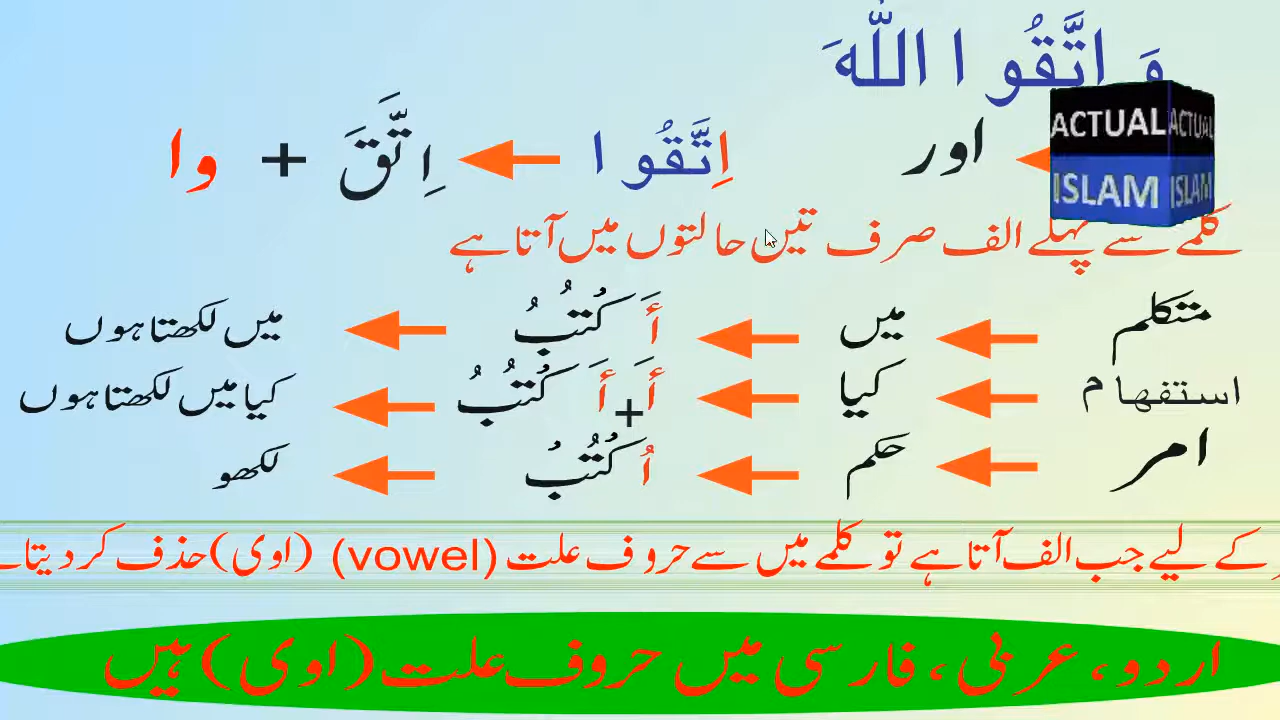 وَ اتَّقُوا اللّٰهَ
ACTUAL ISLAM
ACTUAL ISLAM
اور اِتَّقُوا اِتَّقَ + وا
کلمے سے پہلے الف صرف تین حالتوں میں آتا ہے
متکلم میں أَ کْتُبُ میں لکھتا ہوں
استفہام کیا أَ + أَ کْتُبُ کیا میں لکھتا ہوں
امر حکم اُ کْتُبُ لکھو
کے لیے جب الف آتا ہے تو کلمے میں سے حروف علت (vowel) (اوی) حذف کر دیتا
اردو، عربی، فارسی میں حروف علت (اوی) ہیں